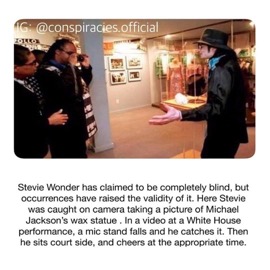 IG: @conspiracies.official
Stevie Wonder has claimed to be completely blind, but
occurrences have raised the validity of it. Here Stevie
was caught on camera taking a picture of Michael
Jackson's wax statue . In a video at a White House
performance, a mic stand falls and he catches it. Then
he sits court side, and cheers at the appropriate time.